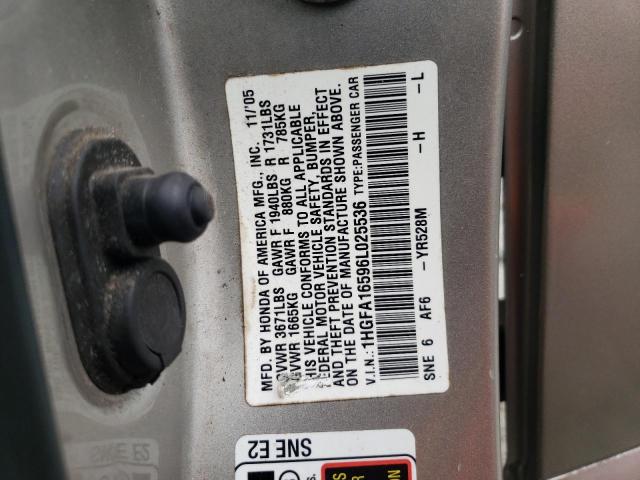 MFD. BY HONDA OF AMERICA MFG., INC. 11/'05
GVWR 3671LBS GAWR F 1940LBS R 1731LBS
GVWR 1665KG GAWR F 880KG R 785KG
THIS VEHICLE CONFORMS TO ALL APPLICABLE
FEDERAL MOTOR VEHICLE SAFETY, BUMPER,
AND THEFT PREVENTION STANDARDS IN EFFECT
ON THE DATE OF MANUFACTURE SHOWN ABOVE.
V.I.N.:1HGFA16596L025536 TYPE:PASSENGER CAR
SNE 6 AF6 -YR528M -H -L
SNE E2